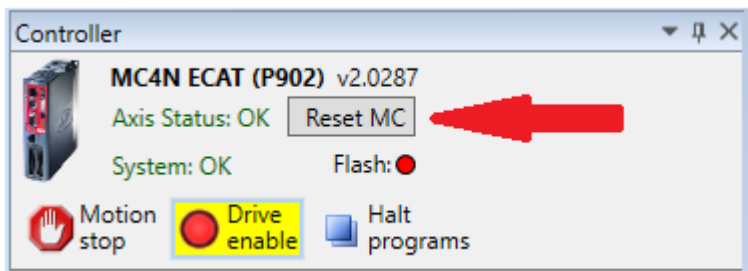 Controller
MC4N ECAT (P902) v2.0287
Axis Status: OK Reset MC
System: OK Flash:
Motion stop
Drive enable
Halt programs